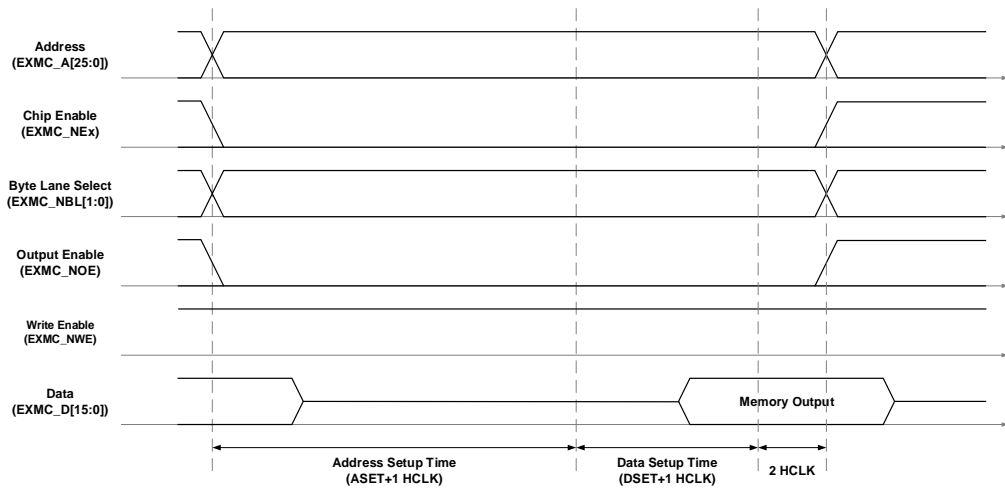 Address
(EXMC_A[25:0])
Chip Enable
(EXMC_NEx)
Byte Lane Select
(EXMC_NBL[1:0])
Output Enable
(EXMC_NOE)
Write Enable
(EXMC_NWE)
Data
(EXMC_D[15:0])
Memory Output
Address Setup Time
(ASET+1 HCLK)
Data Setup Time
(DSET+1 HCLK)
2 HCLK